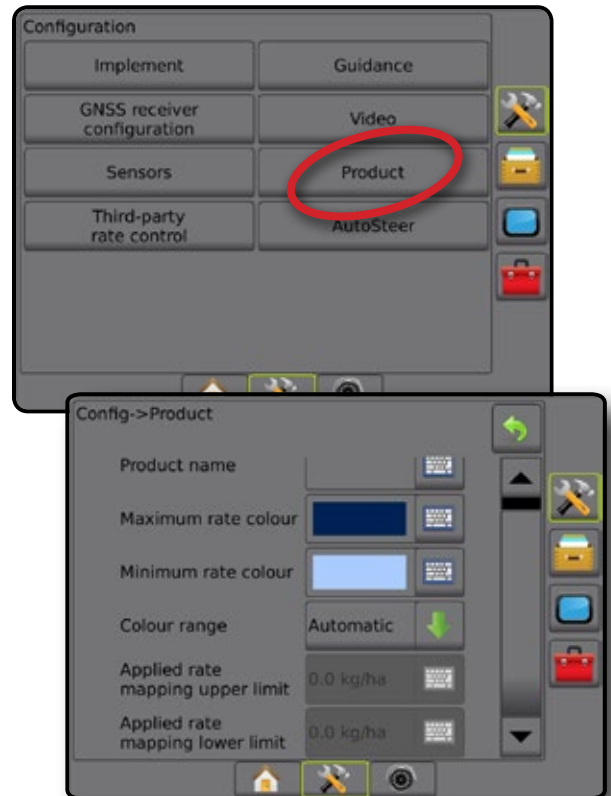 Configuration
Implement
Guidance
GNSS receiver
configuration
Video
Sensors
Product
Third-party
rate control
AutoSteer
Config->Product
Product name
Maximum rate colour
Minimum rate colour
Colour range
Automatic
Applied rate
mapping upper limit
0.0 kg/ha
Applied rate
mapping lower limit
0.0 kg/ha